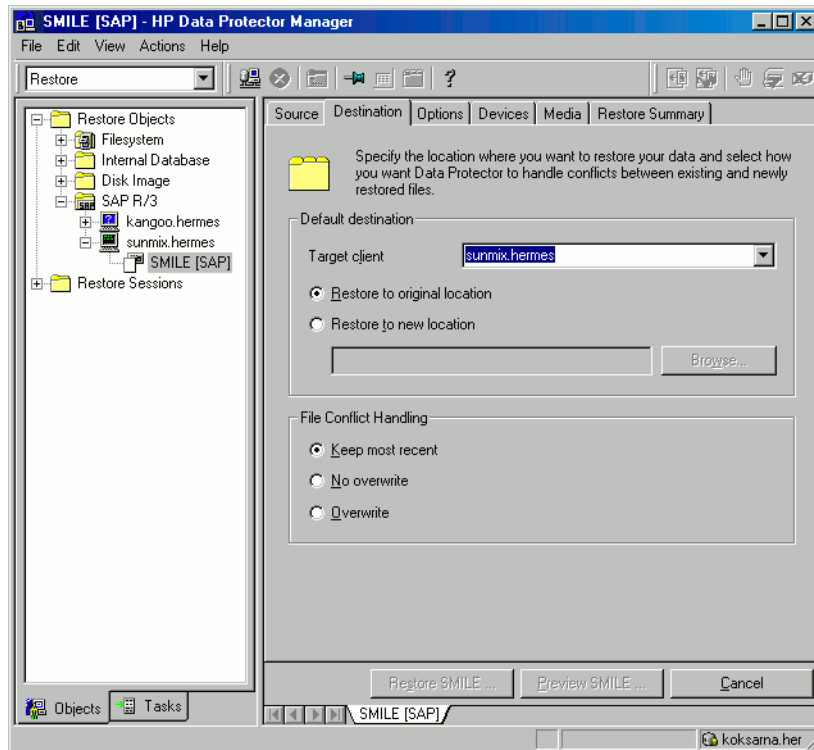 SMILE [SAP] - HP Data Protector Manager
File Edit View Actions Help
Restore
Restore Objects
Filesystem
Internal Database
Disk Image
SAP R/3
kangoo.hermes
sunmix.hermes
SMILE [SAP]
Restore Sessions
Objects Tasks
Source Destination Options Devices Media Restore Summary
Specify the location where you want to restore your data and select how
you want Data Protector to handle conflicts between existing and newly
restored files.
Default destination
Target client sunmix.hermes
Restore to original location
Restore to new location
Browse...
File Conflict Handling
Keep most recent
No overwrite
Overwrite
Restore SMILE ... Preview SMILE ... Cancel
SMILE [SAP]
koksarna.her